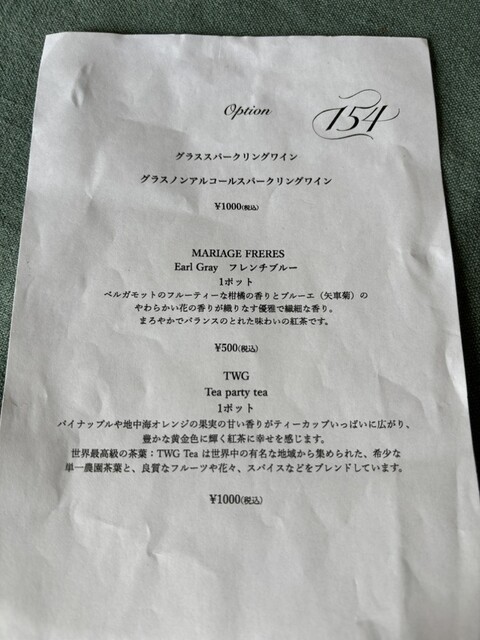 Option
154
グラススパークリングワイン
グラスノンアルコールスパークリングワイン
¥1000(税込)
MARIAGE FRERES
Earl Gray　フレンチブルー
1ポット
ベルガモットのフルーティーな柑橘の香りとブルーエ（矢車菊）の
やわらかい花の香りが織りなす優雅で繊細な香り。
まろやかでバランスのとれた味わいの紅茶です。
¥500(税込)
TWG
Tea party tea
1ポット
パイナップルや地中海オレンジの果実の甘い香りがティーカップいっぱいに広がり、
豊かな黄金色に輝く紅茶に幸せを感じます。
世界最高級の茶葉：TWG Tea は世界中の有名な地域から集められた、希少な
単一農園茶葉と、良質なフルーツや花々、スパイスなどをブレンドしています。
¥1000(税込)